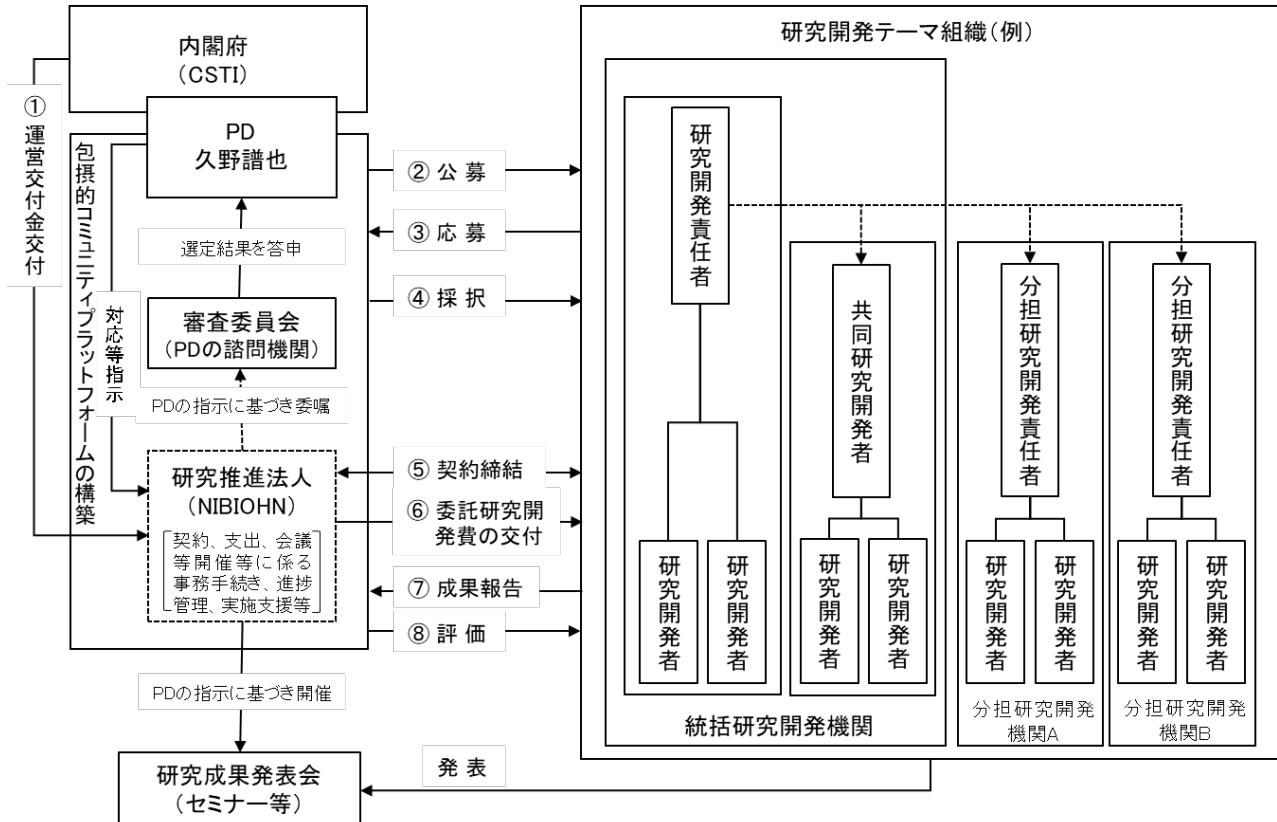 内閣府
（CSTI）
① 運営交付金交付
PD
久野譜也
包摂的コミュニティプラットフォームの構築
対応等指示
選定結果を答申
審査委員会
（PDの諮問機関）
PDの指示に基づき委嘱
研究推進法人
（NIBIOHN）
契約、支出、会議
等開催等に係る
事務手続き、進捗
管理、実施支援等
PDの指示に基づき開催
研究成果発表会
（セミナー等）
② 公 募
③ 応 募
④ 採 択
⑤ 契約締結
⑥ 委託研究開
発費の交付
⑦ 成果報告
⑧ 評 価
発 表
研究開発テーマ組織（例）
研究開発責任者
研究開発者
研究開発者
共同研究開発者
研究開発者
研究開発者
統括研究開発機関
分担研究開発責任者
研究開発者
研究開発者
分担研究開発
機関A
分担研究開発責任者
研究開発者
研究開発者
分担研究開発
機関B